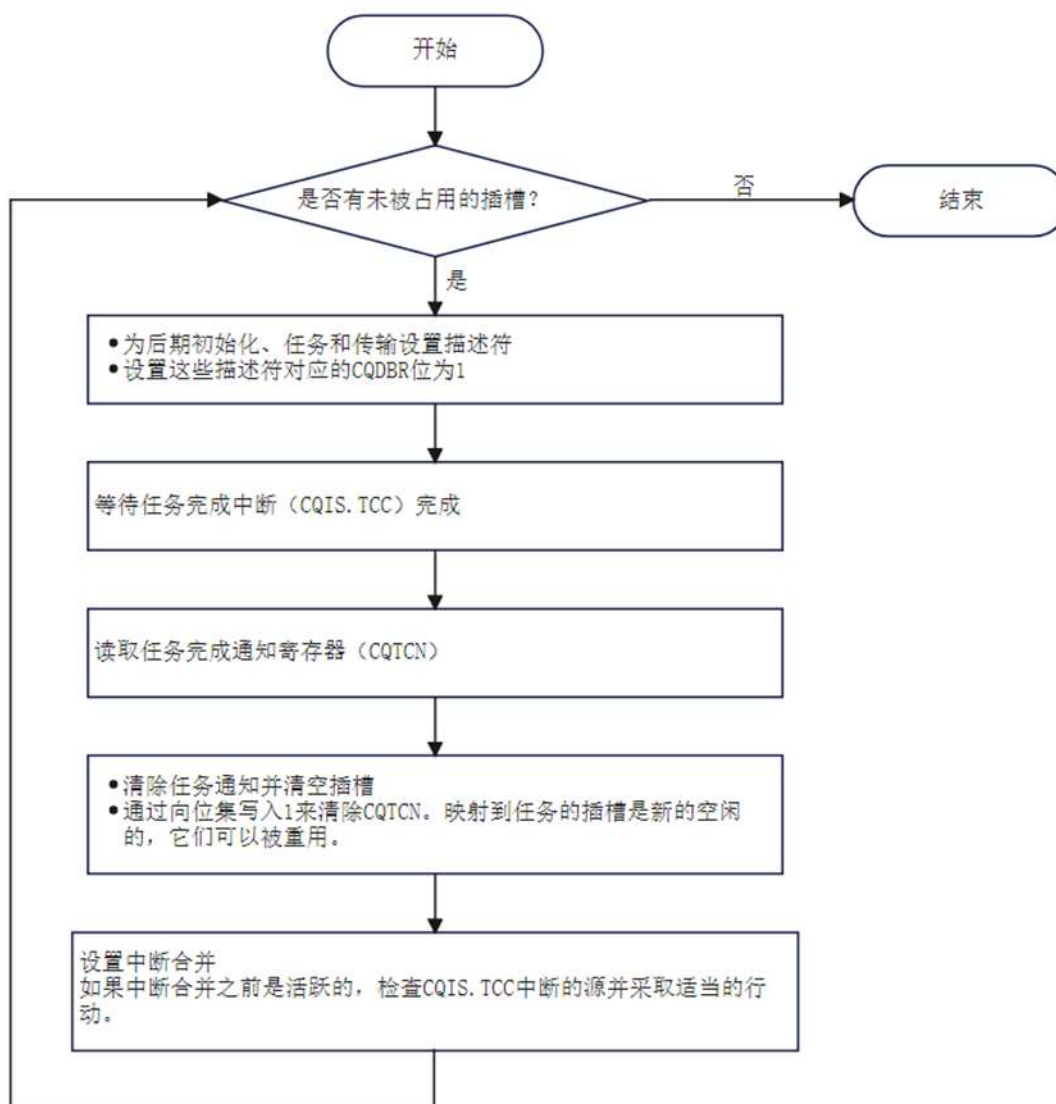 开始
是否有未被占用的插槽？
否
结束
是
●为后期初始化、任务和传输设置描述符
●设置这些描述符对应的CQDBR位为1
等待任务完成中断（CQIS.TCC）完成
读取任务完成通知寄存器（CQTCN）
●清除任务通知并清空插槽
●通过向位集写入1来清除CQTCN。映射到任务的插槽是新的空闲
的，它们可以被重用。
设置中断合并
如果中断合并之前是活跃的，检查CQIS.TCC中断的源并采取适当的行
动。